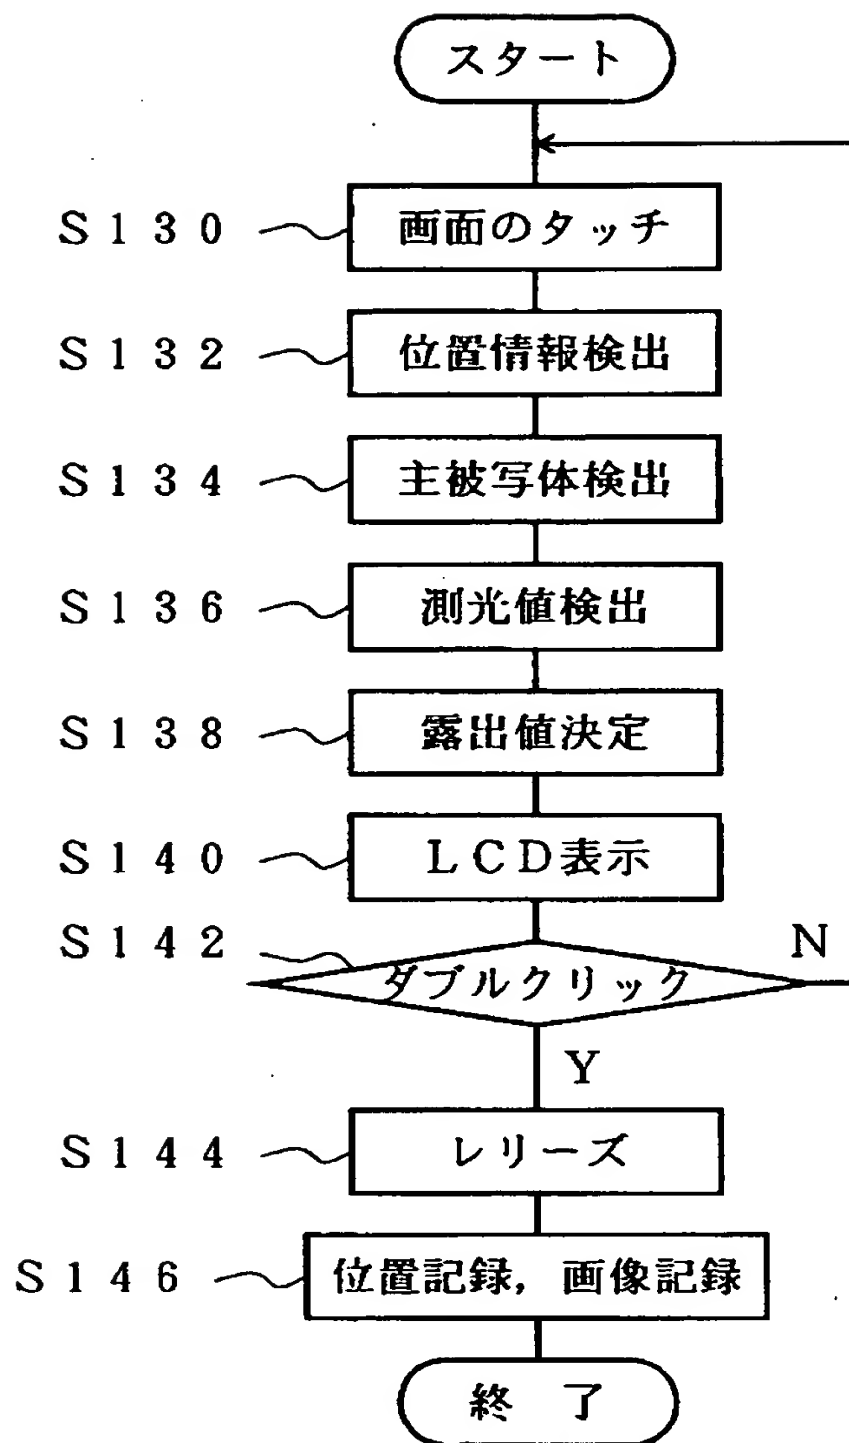 スタート
S130 画面のタッチ
S132 位置情報検出
S134 主被写体検出
S136 測光値検出
S138 露出値決定
S140 LCD表示
S142 ダブルクリック N
Y
S144 レリーズ
S146 位置記録，画像記録
終 了